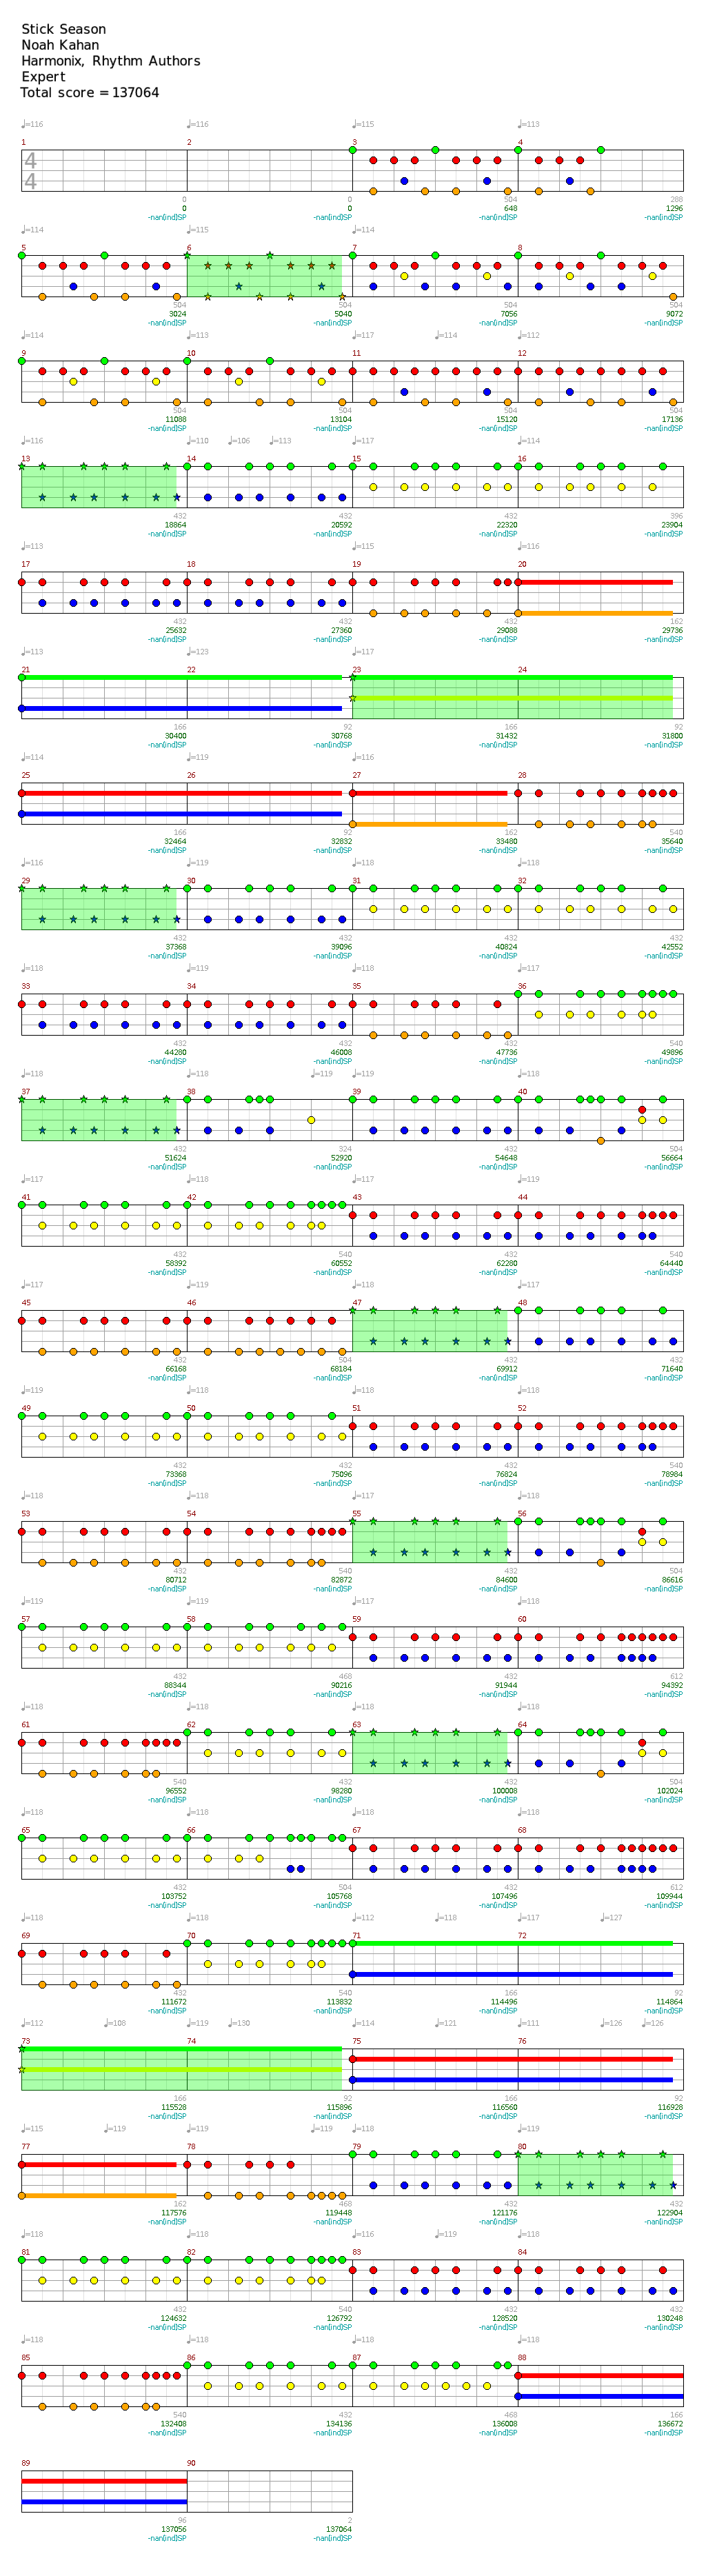 Stick Season
Noah Kahan
Harmonix, Rhythm Authors
Expert
Total score = 137064
♩=116 ♩=116 ♩=115 ♩=113
1 2 3 4
4
4
0 504 288
0 0 648 1296
-nan(ind)SP -nan(ind)SP -nan(ind)SP
♩=114 ♩=115 ♩=114
5 6 7 8
504 504 504 504
3024 5040 7056 9072
-nan(ind)SP -nan(ind)SP -nan(ind)SP -nan(ind)SP
♩=114 ♩=113 ♩=117 ♩=114 ♩=112
9 10 11 12
504 504 504 504
11088 13104 15120 17136
-nan(ind)SP -nan(ind)SP -nan(ind)SP -nan(ind)SP
♩=116 ♩=110 ♩=106 ♩=113 ♩=117 ♩=114
13 14 15 16
432 432 432 396
18864 20592 22320 23904
-nan(ind)SP -nan(ind)SP -nan(ind)SP -nan(ind)SP
♩=113 ♩=115 ♩=116
17 18 19 20
432 432 432 162
25632 27360 29088 29736
-nan(ind)SP -nan(ind)SP -nan(ind)SP -nan(ind)SP
♩=113 ♩=123 ♩=117
21 22 23 24
166 92 166 92
30400 30768 31432 31800
-nan(ind)SP -nan(ind)SP -nan(ind)SP -nan(ind)SP
♩=114 ♩=119 ♩=116
25 26 27 28
166 92 162 540
32464 32832 33480 35640
-nan(ind)SP -nan(ind)SP -nan(ind)SP -nan(ind)SP
♩=116 ♩=119 ♩=118 ♩=118
29 30 31 32
432 432 432 432
37368 39096 40824 42552
-nan(ind)SP -nan(ind)SP -nan(ind)SP -nan(ind)SP
♩=118 ♩=119 ♩=118 ♩=117
33 34 35 36
432 432 432 540
44280 46008 47736 49896
-nan(ind)SP -nan(ind)SP -nan(ind)SP -nan(ind)SP
♩=118 ♩=118 ♩=119 ♩=119 ♩=118
37 38 39 40
432 324 432 504
51624 52920 54648 56664
-nan(ind)SP -nan(ind)SP -nan(ind)SP -nan(ind)SP
♩=117 ♩=118 ♩=117 ♩=119
41 42 43 44
432 540 432 540
58392 60552 62280 64440
-nan(ind)SP -nan(ind)SP -nan(ind)SP -nan(ind)SP
♩=117 ♩=119 ♩=118 ♩=117
45 46 47 48
432 504 432 432
66168 68184 69912 71640
-nan(ind)SP -nan(ind)SP -nan(ind)SP -nan(ind)SP
♩=119 ♩=118 ♩=118 ♩=118
49 50 51 52
432 432 432 540
73368 75096 76824 78984
-nan(ind)SP -nan(ind)SP -nan(ind)SP -nan(ind)SP
♩=118 ♩=118 ♩=117 ♩=118
53 54 55 56
432 540 432 504
80712 82872 84600 86616
-nan(ind)SP -nan(ind)SP -nan(ind)SP -nan(ind)SP
♩=119 ♩=119 ♩=117 ♩=118
57 58 59 60
432 468 432 612
88344 90216 91944 94392
-nan(ind)SP -nan(ind)SP -nan(ind)SP -nan(ind)SP
♩=118 ♩=118 ♩=118 ♩=118
61 62 63 64
540 432 432 504
96552 98280 100008 102024
-nan(ind)SP -nan(ind)SP -nan(ind)SP -nan(ind)SP
♩=118 ♩=118 ♩=118 ♩=118
65 66 67 68
432 504 432 612
103752 105768 107496 109944
-nan(ind)SP -nan(ind)SP -nan(ind)SP -nan(ind)SP
♩=118 ♩=118 ♩=112 ♩=118 ♩=117 ♩=127
69 70 71 72
432 540 166 92
111672 113832 114496 114864
-nan(ind)SP -nan(ind)SP -nan(ind)SP -nan(ind)SP
♩=112 ♩=108 ♩=119 ♩=130 ♩=114 ♩=121 ♩=111 ♩=126 ♩=126
73 74 75 76
166 92 166 92
115528 115896 116560 116928
-nan(ind)SP -nan(ind)SP -nan(ind)SP -nan(ind)SP
♩=115 ♩=119 ♩=119 ♩=119 ♩=118 ♩=119
77 78 79 80
162 468 432 432
117576 119448 121176 122904
-nan(ind)SP -nan(ind)SP -nan(ind)SP -nan(ind)SP
♩=118 ♩=118 ♩=116 ♩=119 ♩=118
81 82 83 84
432 540 432 432
124632 126792 128520 130248
-nan(ind)SP -nan(ind)SP -nan(ind)SP -nan(ind)SP
♩=118 ♩=118 ♩=118 ♩=118
85 86 87 88
540 432 468 166
132408 134136 136008 136672
-nan(ind)SP -nan(ind)SP -nan(ind)SP -nan(ind)SP
89 90
96 2
137056 137064
-nan(ind)SP -nan(ind)SP